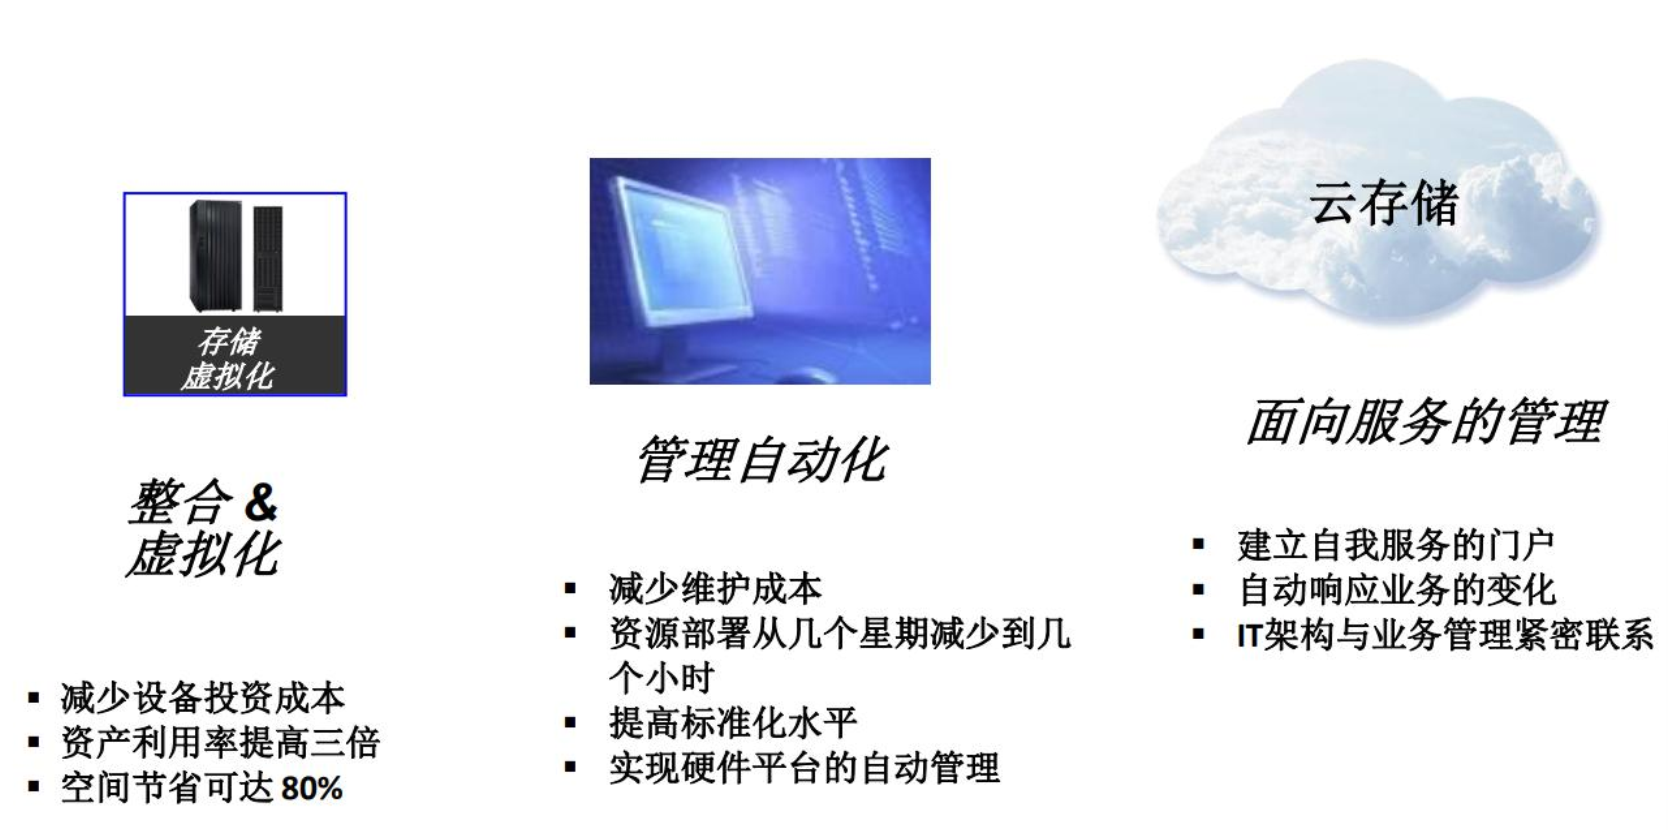 存储
虚拟化
整合 &
虚拟化
▪ 减少设备投资成本
▪ 资产利用率提高三倍
▪ 空间节省可达 80%
管理自动化
▪ 减少维护成本
▪ 资源部署从几个星期减少到几
个小时
▪ 提高标准化水平
▪ 实现硬件平台的自动管理
云存储
面向服务的管理
▪ 建立自我服务的门户
▪ 自动响应业务的变化
▪ IT架构与业务管理紧密联系